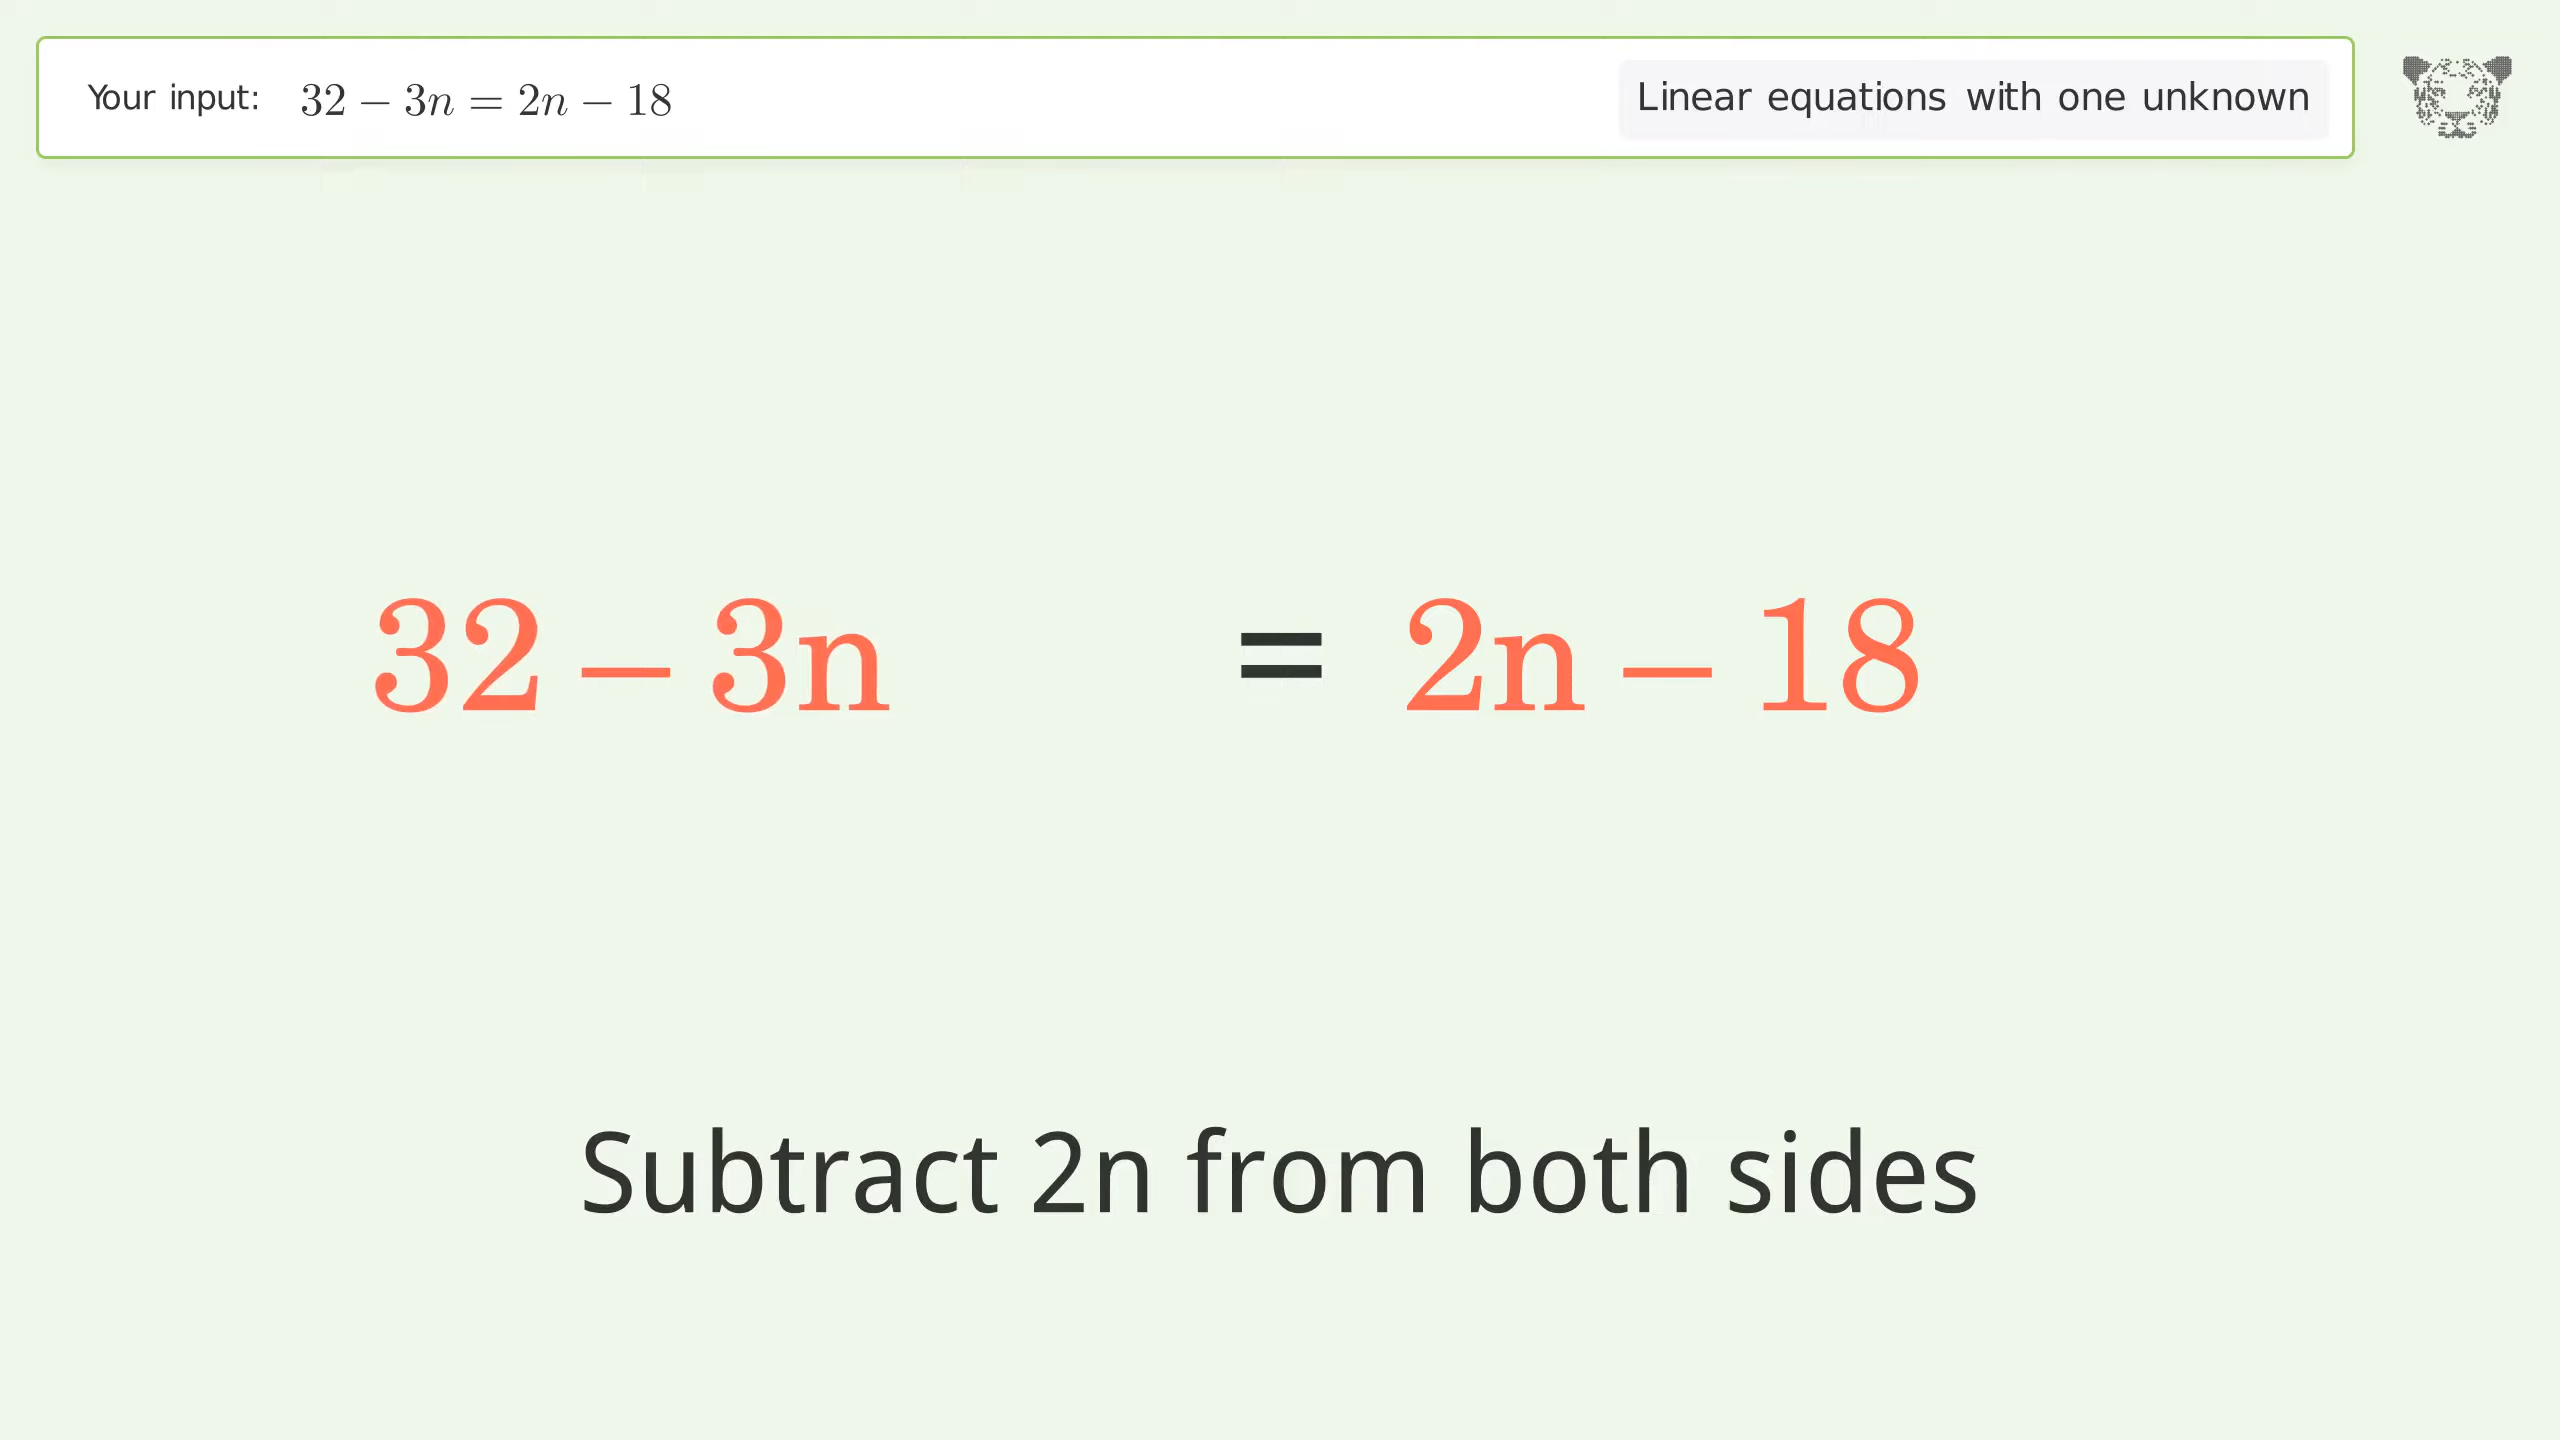 Your input: 32 − 3n = 2n − 18
Linear equations with one unknown
32 – 3n = 2n – 18
Subtract 2n from both sides